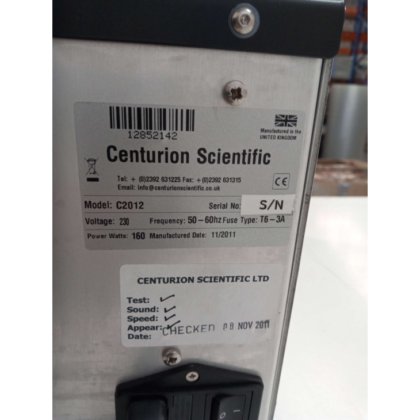 12852142
Manufactured in the
UNITED KINGDOM
Centurion Scientific
Tel: + (0)2392 631225 Fax: + (0)2392 631315
Email: info@centurionscientific.co.uk
CE
Model: C2012 Serial No: S/N
Voltage: 230 Frequency: 50-60hz Fuse Type: T6-3A
Power Watts: 160 Manufactured Date: 11/2011
CENTURION SCIENTIFIC LTD
Test: ✓
Sound: ✓
Speed: ✓
Appear: ✓
Date: CHECKED 08 NOV 2011